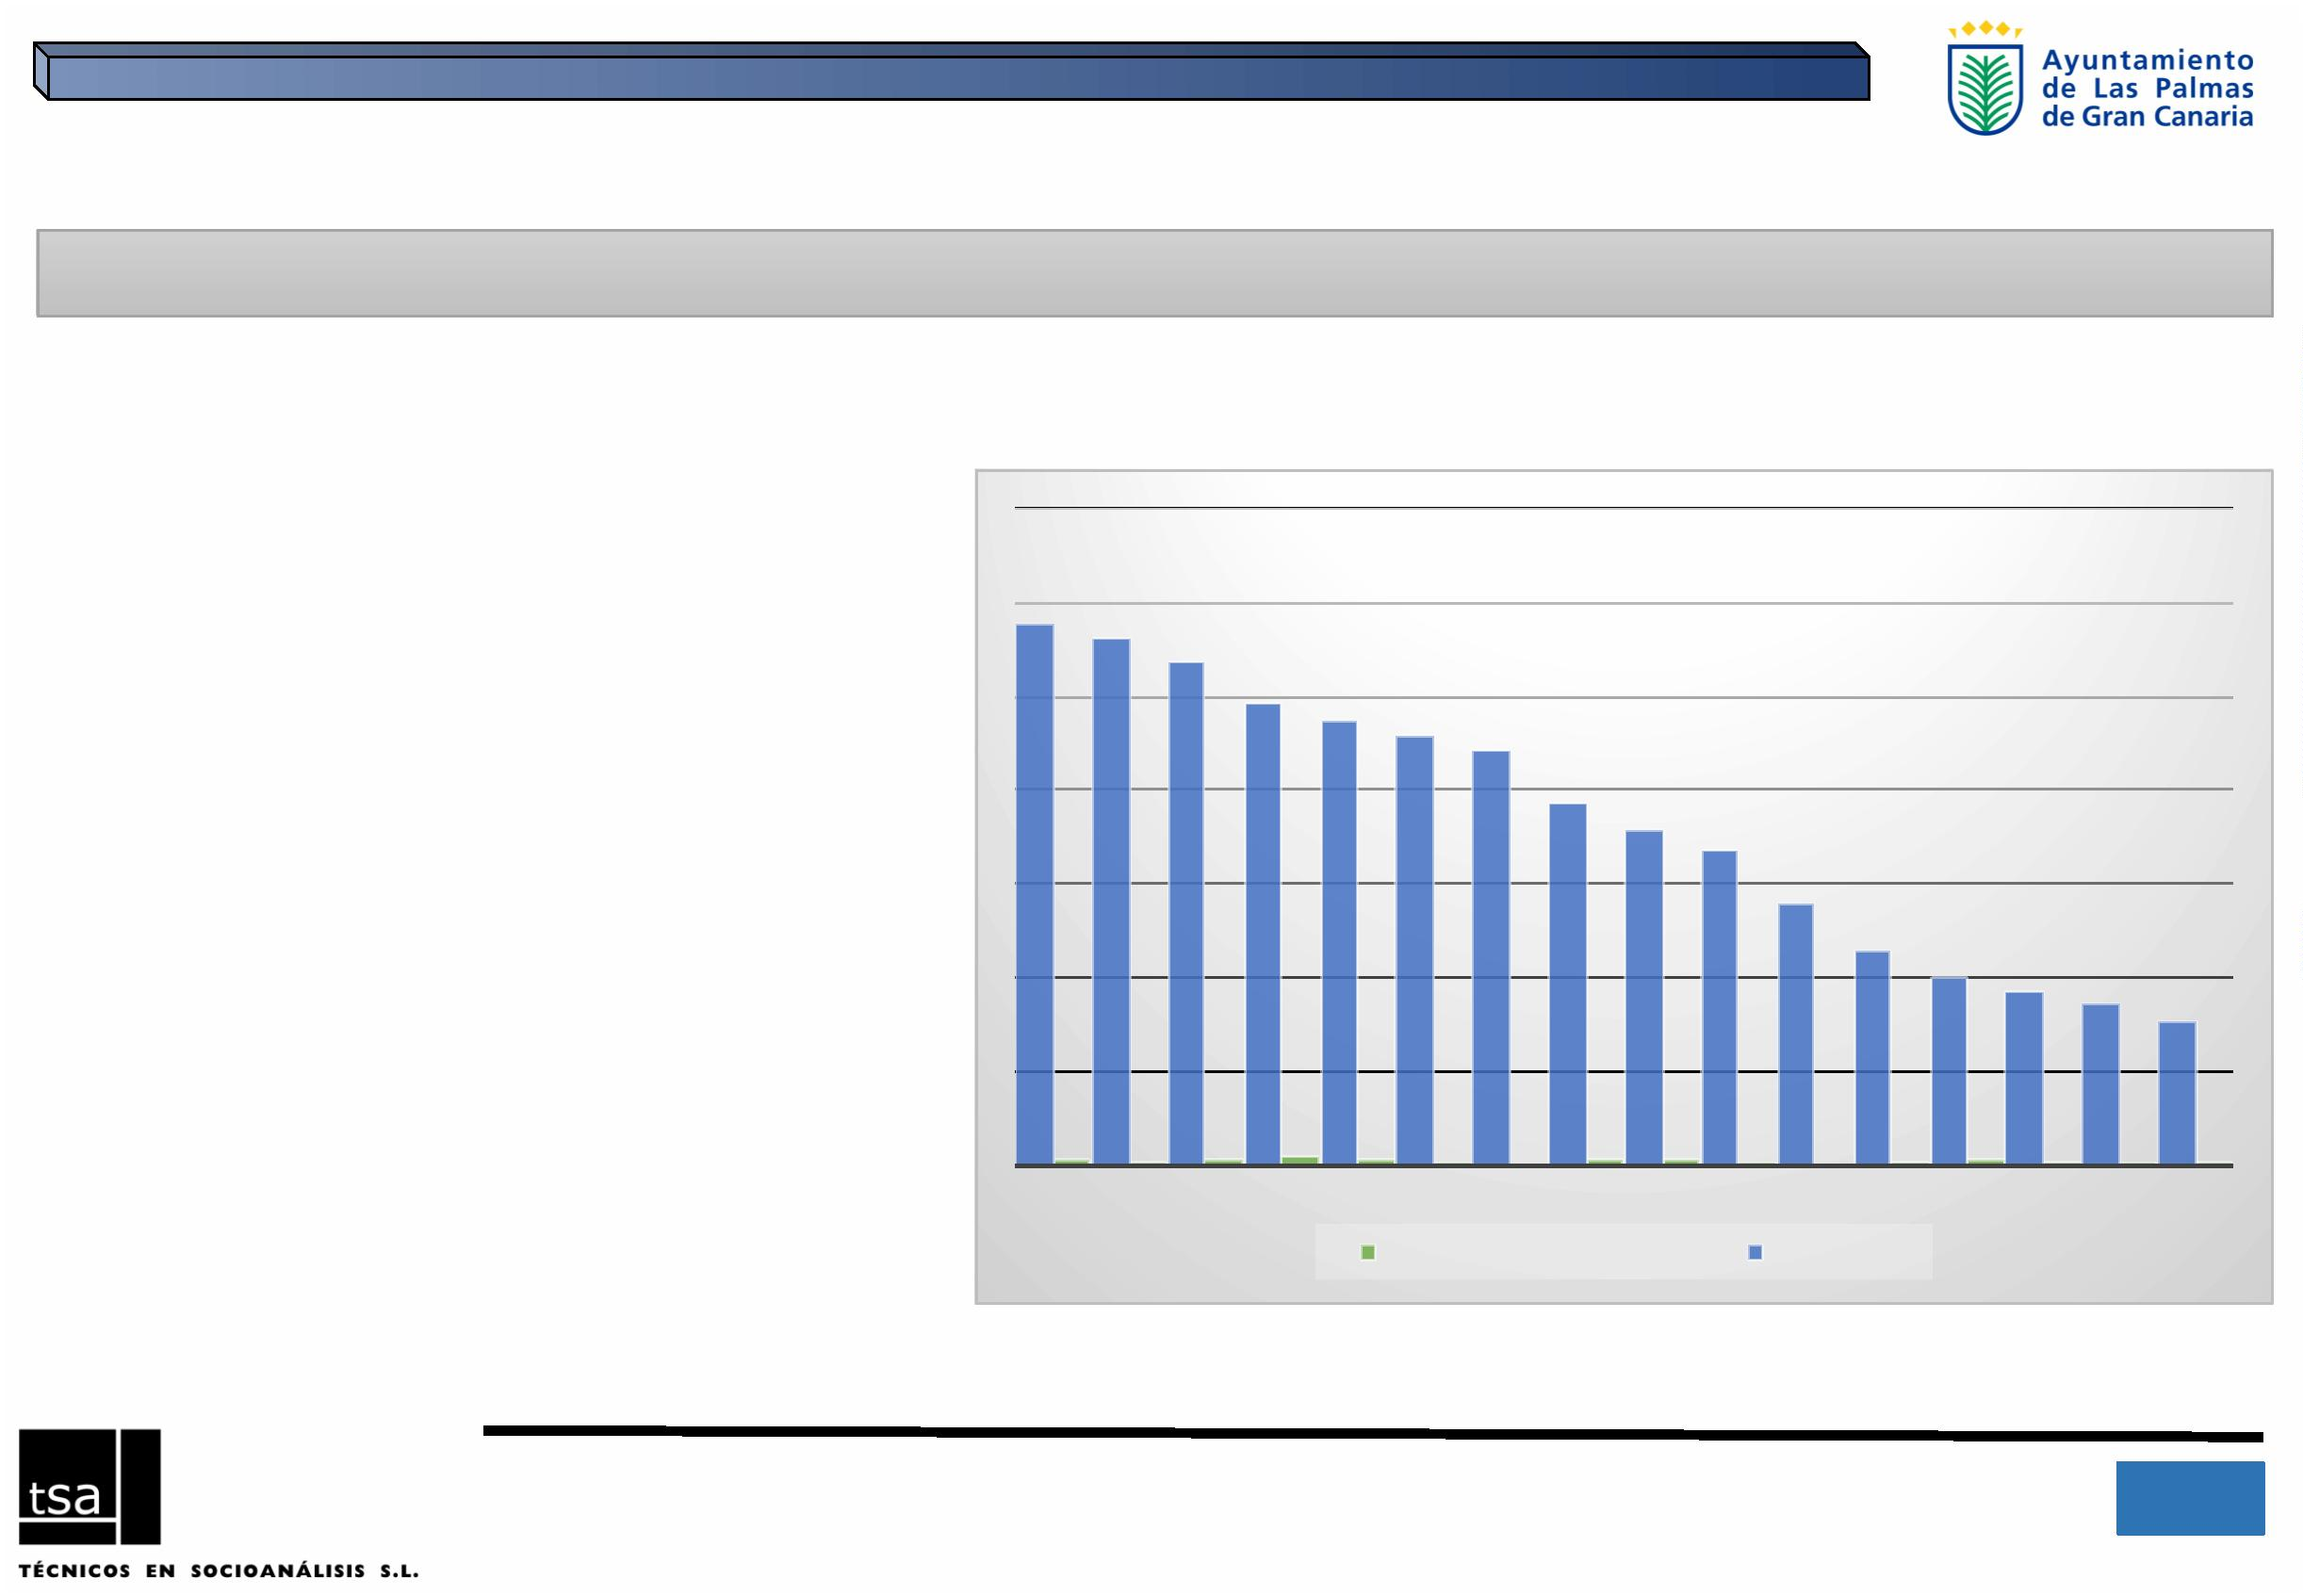 Ayuntamiento
de Las Palmas
de Gran Canaria
tsa
TÉCNICOS EN SOCIOANÁLISIS S.L.